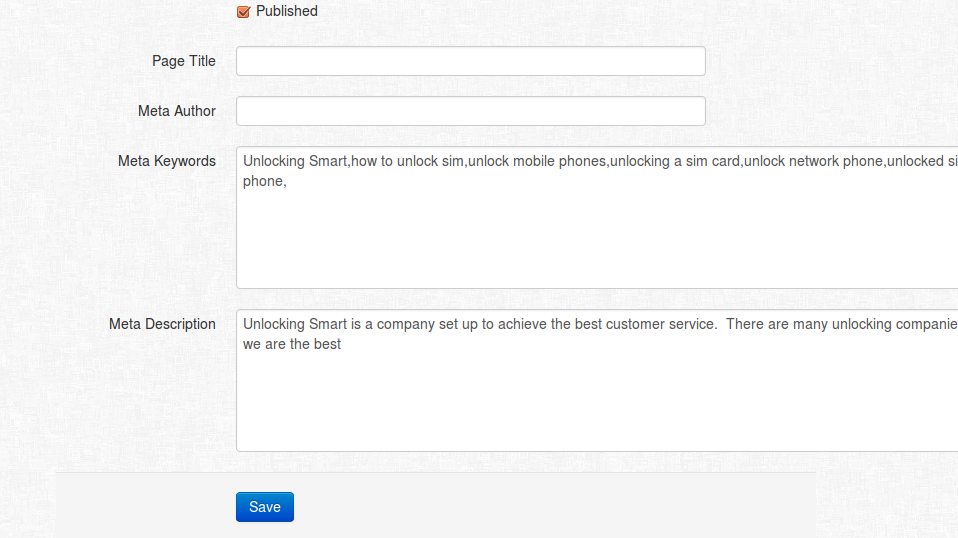 Published
Page Title
Meta Author
Meta Keywords
Unlocking Smart,how to unlock sim,unlock mobile phones,unlocking a sim card,unlock network phone,unlocked si
phone,
Meta Description
Unlocking Smart is a company set up to achieve the best customer service.  There are many unlocking companie
we are the best
Save